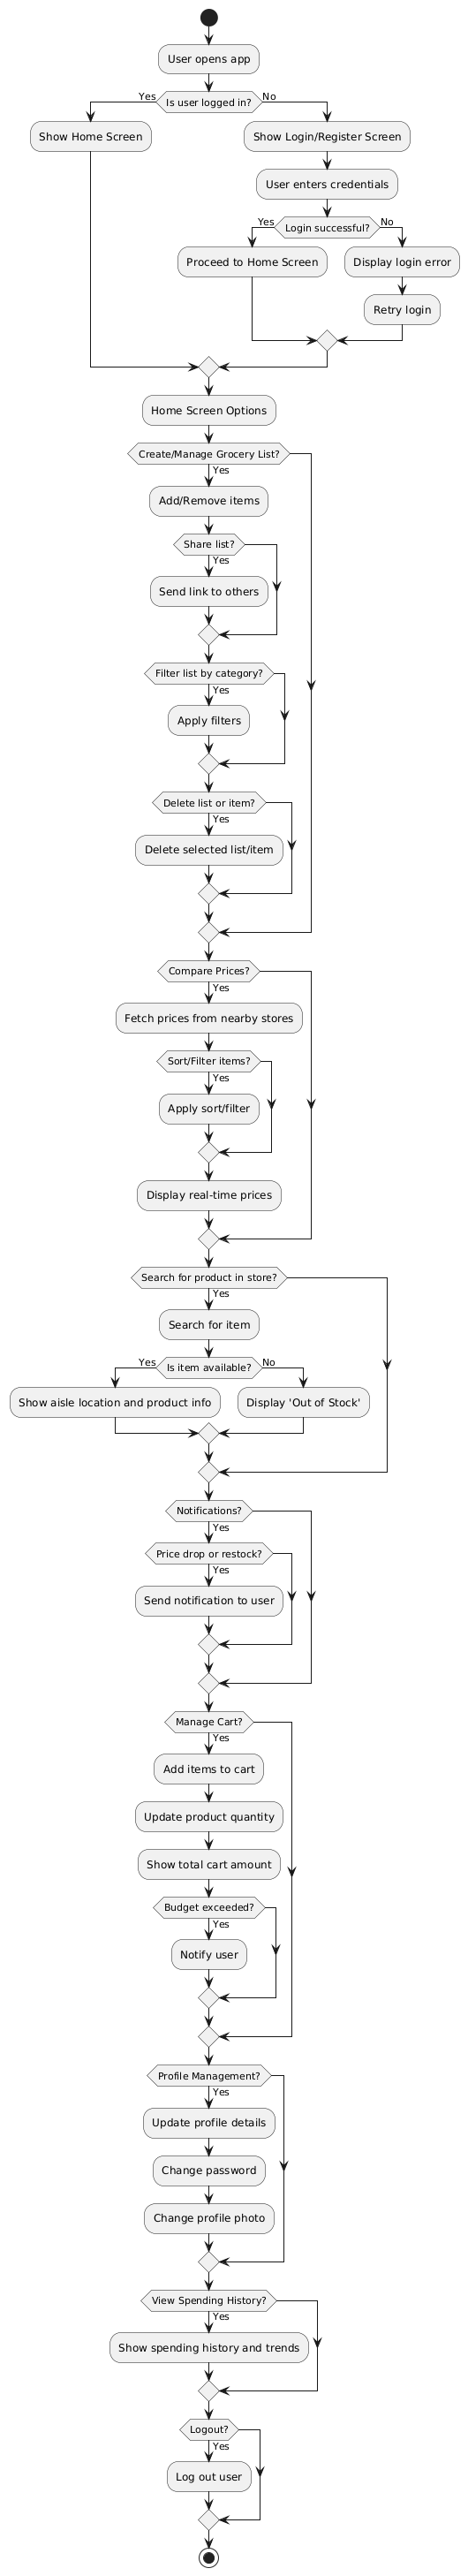 User opens app
Yes
Is user logged in?
No
Show Home Screen
Show Login/Register Screen
User enters credentials
Yes
Login successful?
No
Proceed to Home Screen
Display login error
Retry login
Home Screen Options
Create/Manage Grocery List?
Yes
Add/Remove items
Share list?
Yes
Send link to others
Filter list by category?
Yes
Apply filters
Delete list or item?
Yes
Delete selected list/item
Compare Prices?
Yes
Fetch prices from nearby stores
Sort/Filter items?
Yes
Apply sort/filter
Display real-time prices
Search for product in store?
Yes
Search for item
Yes
Is item available?
No
Show aisle location and product info
Display 'Out of Stock'
Notifications?
Yes
Price drop or restock?
Yes
Send notification to user
Manage Cart?
Yes
Add items to cart
Update product quantity
Show total cart amount
Budget exceeded?
Yes
Notify user
Profile Management?
Yes
Update profile details
Change password
Change profile photo
View Spending History?
Yes
Show spending history and trends
Logout?
Yes
Log out user